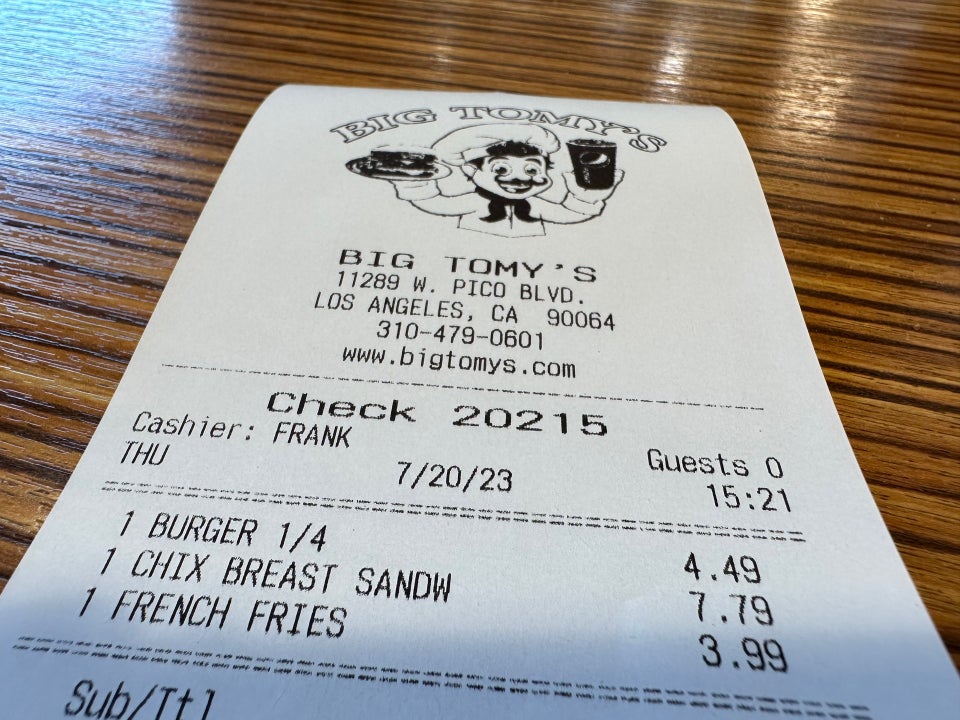 BIG TOMY'S
BIG TOMY'S
11289 W. PICO BLVD.
LOS ANGELES, CA 90064
310-479-0601
www.bigtomys.com
Check 20215
Cashier: FRANK Guests 0
THU 7/20/23 15:21
1 BURGER 1/4 4.49
1 CHIX BREAST SANDW 7.79
1 FRENCH FRIES 3.99
Sub/Ttl